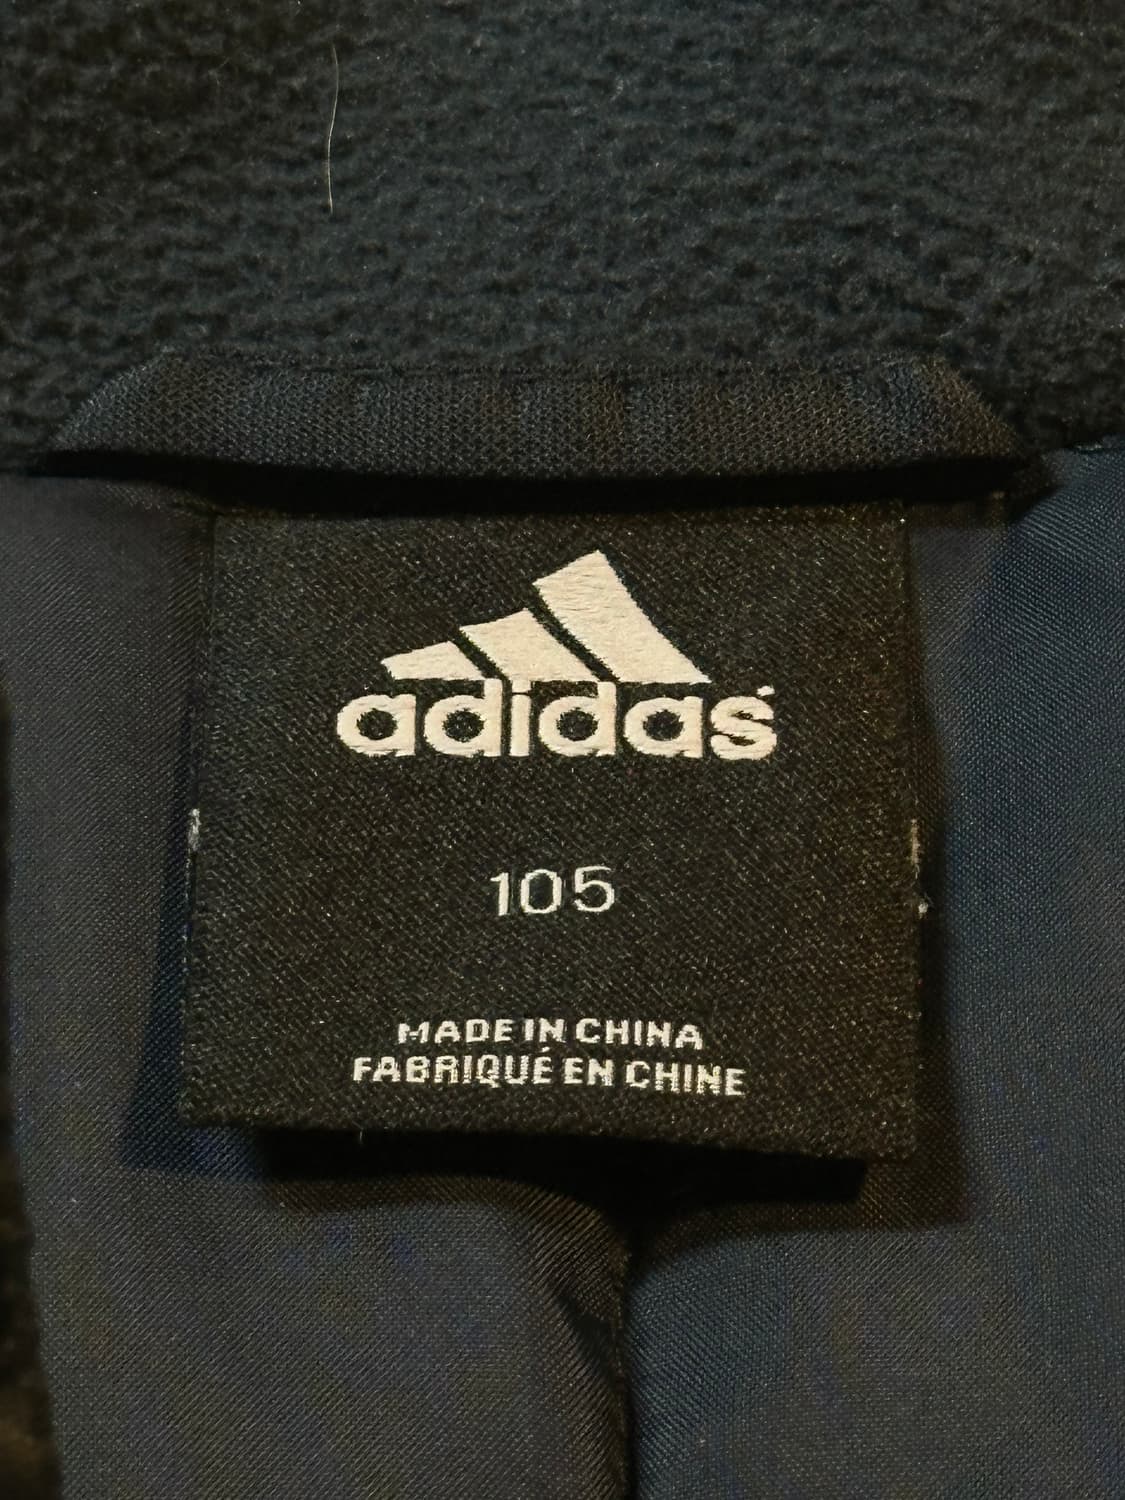 adidas
105
MADE IN CHINA
FABRIQUÉ EN CHINE